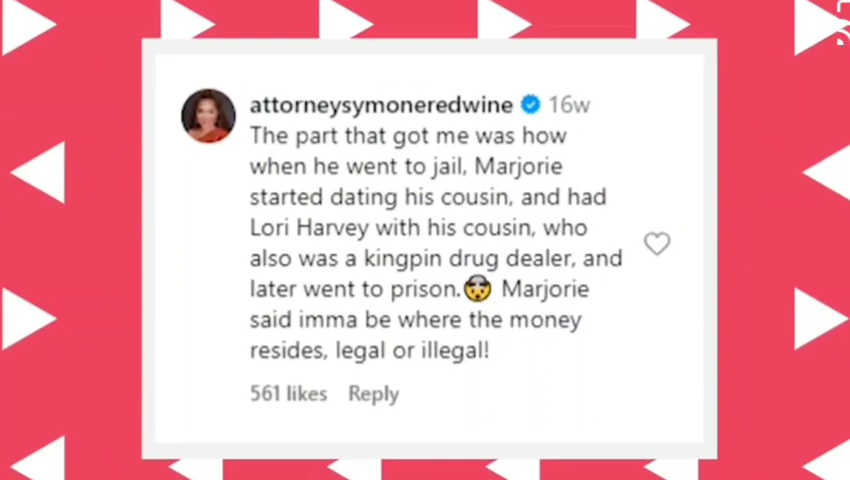 attorneysymoneredwine 16w
The part that got me was how
when he went to jail, Marjorie
started dating his cousin, and had
Lori Harvey with his cousin, who
also was a kingpin drug dealer, and
later went to prison.🤯 Marjorie
said imma be where the money
resides, legal or illegal!
561 likes Reply